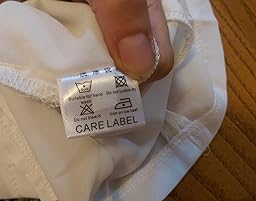 Suitable for hand
wash
Do not tumble dry
Do not bleach
Iron on low heat
CARE LABEL